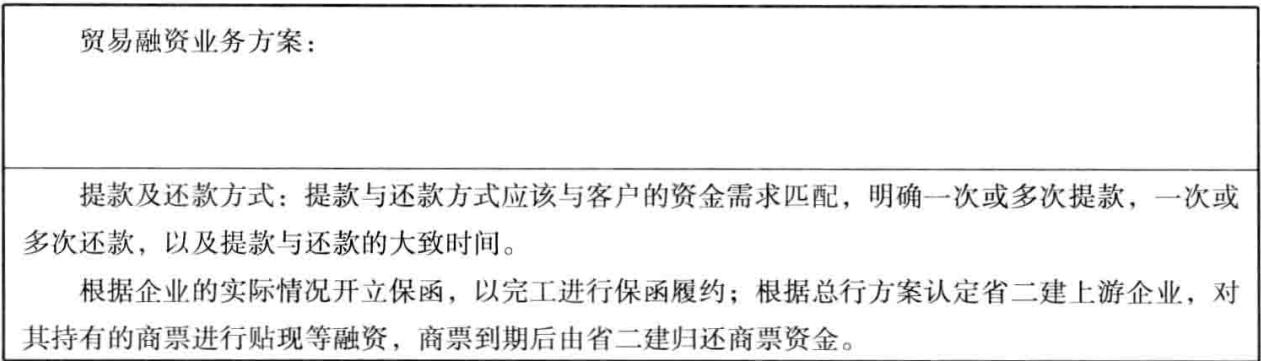 贸易融资业务方案：
提款及还款方式：提款与还款方式应该与客户的资金需求匹配，明确一次或多次提款，一次或
多次还款，以及提款与还款的大致时间。
根据企业的实际情况开立保函，以完工进行保函履约；根据总行方案认定省二建上游企业，对
其持有的商票进行贴现等融资，商票到期后由省二建归还商票资金。